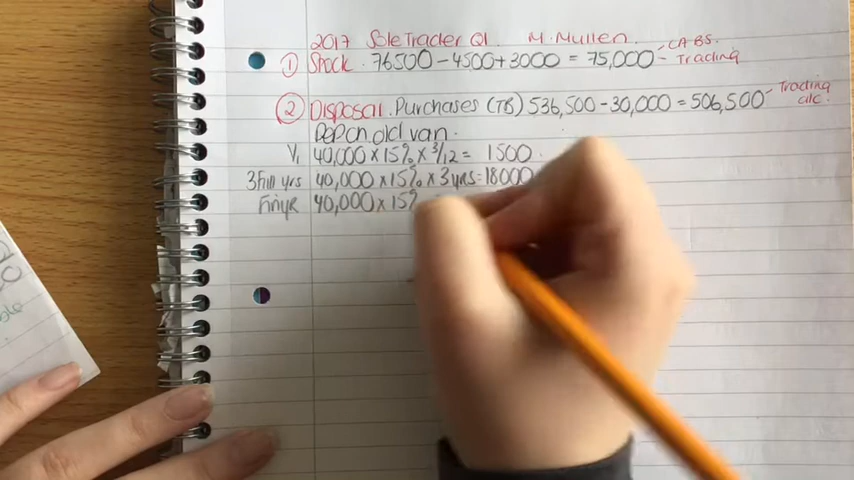 2017 Sole Trader Q1 M. Mullen.
① Stock. 76500 - 4500 + 3000 = 75,000 - CA BS. Trading
② Disposal. Purchases (TB) 536,500 - 30,000 = 506,500 - Trading a/c.
Dep on old van.
Y1 40,000 x 15% x 3/12 = 1500.
3 Full yrs 40,000 x 15% x 3yrs = 18000
Fin yr 40,000 x 15%